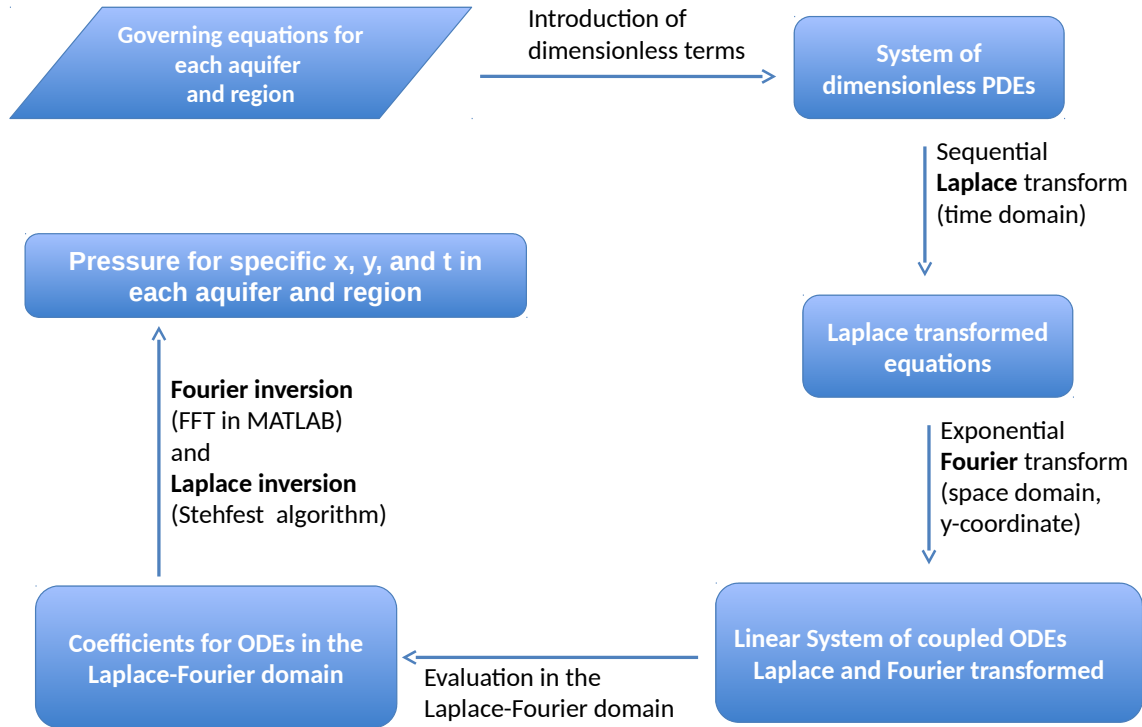 Governing equations for
each aquifer
and region
Introduction of
dimensionless terms
System of
dimensionless PDEs
Sequential
Laplace transform
(time domain)
Laplace transformed
equations
Exponential
Fourier transform
(space domain,
y-coordinate)
Linear System of coupled ODEs
Laplace and Fourier transformed
Evaluation in the
Laplace-Fourier domain
Coefficients for ODEs in the
Laplace-Fourier domain
Fourier inversion
(FFT in MATLAB)
and
Laplace inversion
(Stehfest algorithm)
Pressure for specific x, y, and t in
each aquifer and region